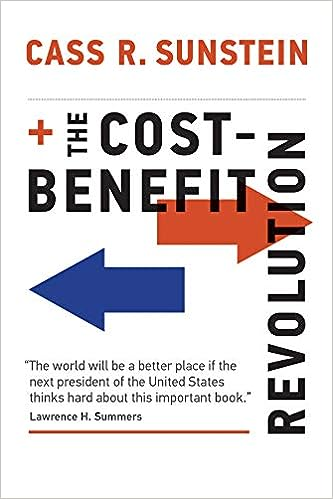 CASS R. SUNSTEIN
+ THE COST-
BENEFIT
REVOLUTION
“The world will be a better place if the
next president of the United States
thinks hard about this important book.”
Lawrence H. Summers